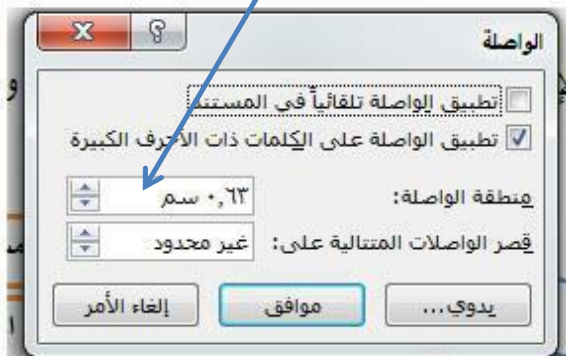 الواصلة
تطبيق الواصلة تلقائياً في المستند
تطبيق الواصلة على الكلمات ذات الأحرف الكبيرة
منطقة الواصلة: ٠,٦٣ سم
قصر الواصلات المتتالية على: غير محدود
يدوي... موافق إلغاء الأمر